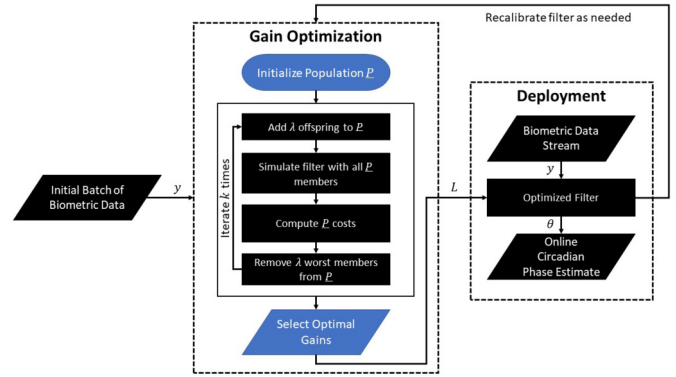 Recalibrate filter as needed
Gain Optimization
Initialize Population P
Add λ offspring to P
Simulate filter with all P
members
Compute P costs
Remove λ worst members
from P
Iterate k times
Select Optimal
Gains
Initial Batch of
Biometric Data
y
L
Deployment
Biometric Data
Stream
y
Optimized Filter
θ
Online
Circadian
Phase Estimate